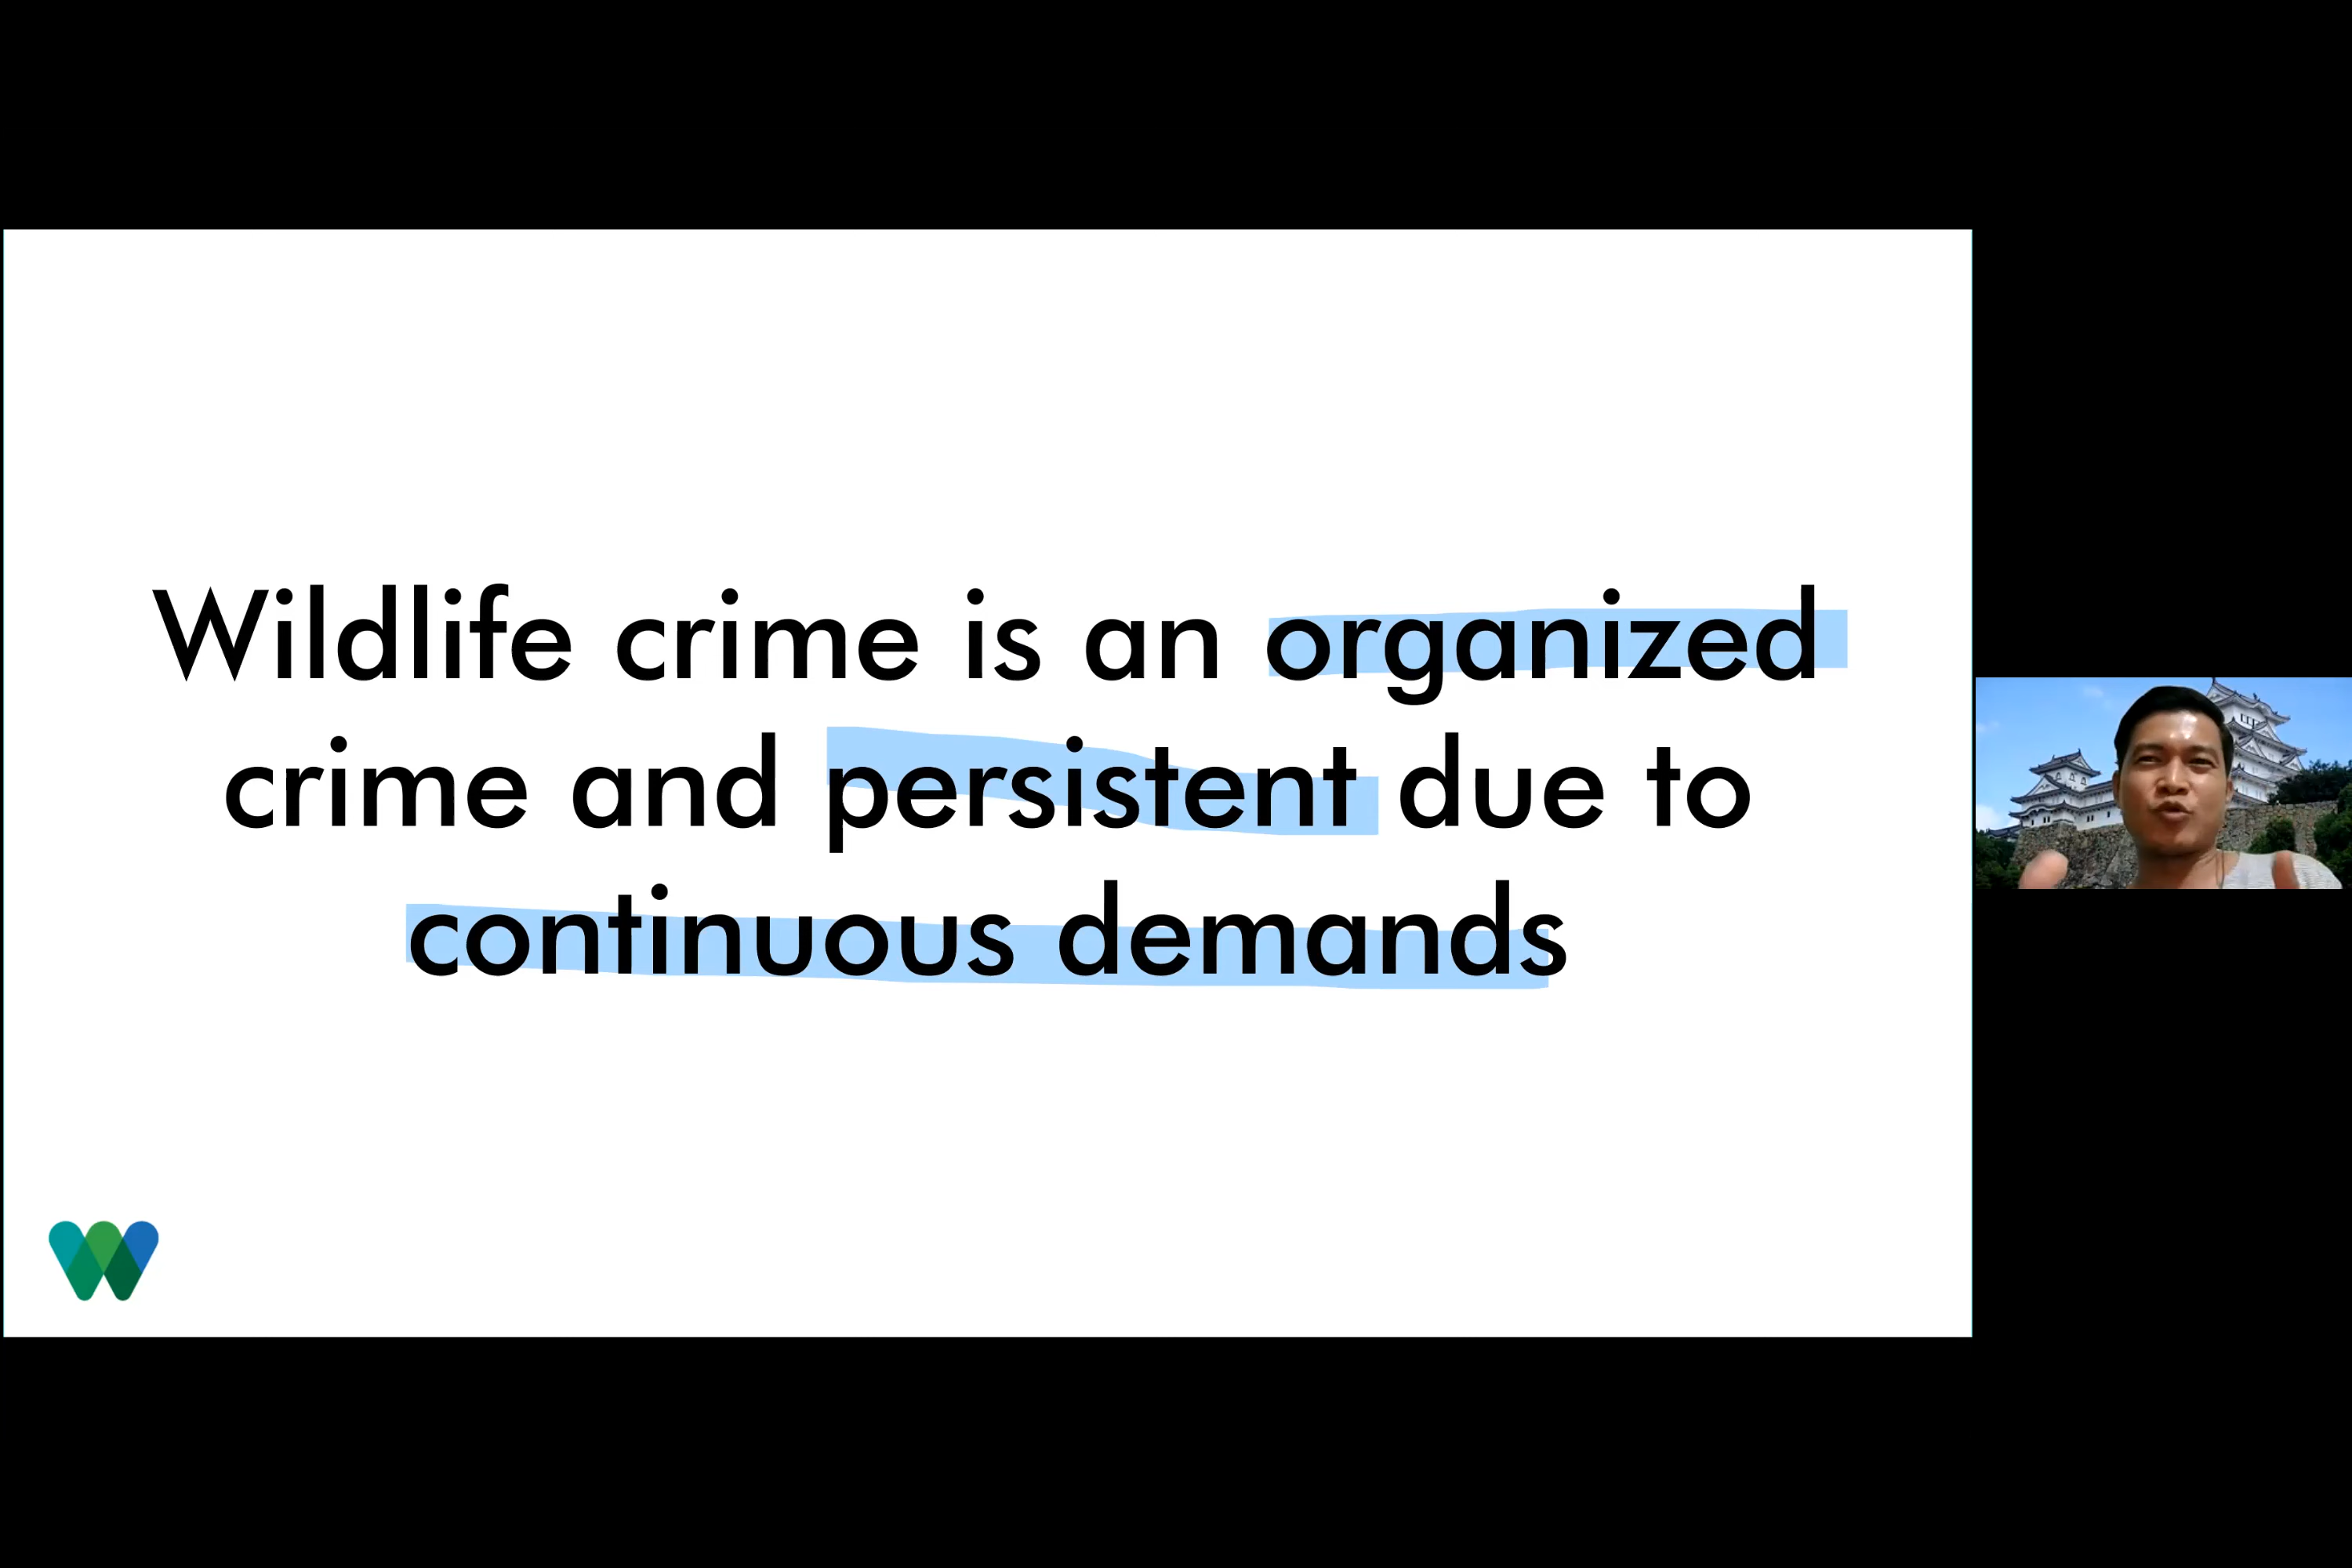 Wildlife crime is an organized
crime and persistent due to
continuous demands